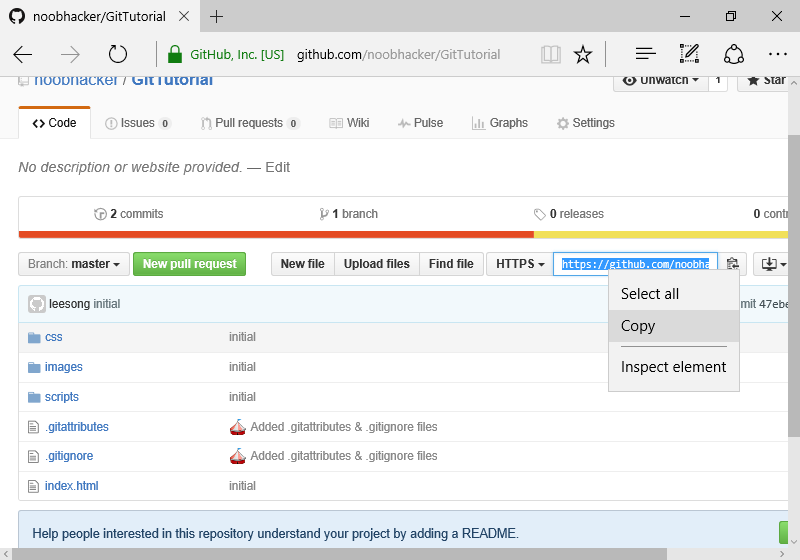 noobhacker/GitTutorial
GitHub, Inc. [US] github.com/noobhacker/GitTutorial
noobhacker / GitTutorial
Unwatch 1 Star
Code Issues 0 Pull requests 0 Wiki Pulse Graphs Settings
No description or website provided. — Edit
2 commits 1 branch 0 releases 0 contr
Branch: master New pull request New file Upload files Find file HTTPS https://github.com/noobha
leesong initial mit 47ebe
Select all
Copy
Inspect element
css initial
images initial
scripts initial
.gitattributes Added .gitattributes & .gitignore files
.gitignore Added .gitattributes & .gitignore files
index.html initial
Help people interested in this repository understand your project by adding a README.